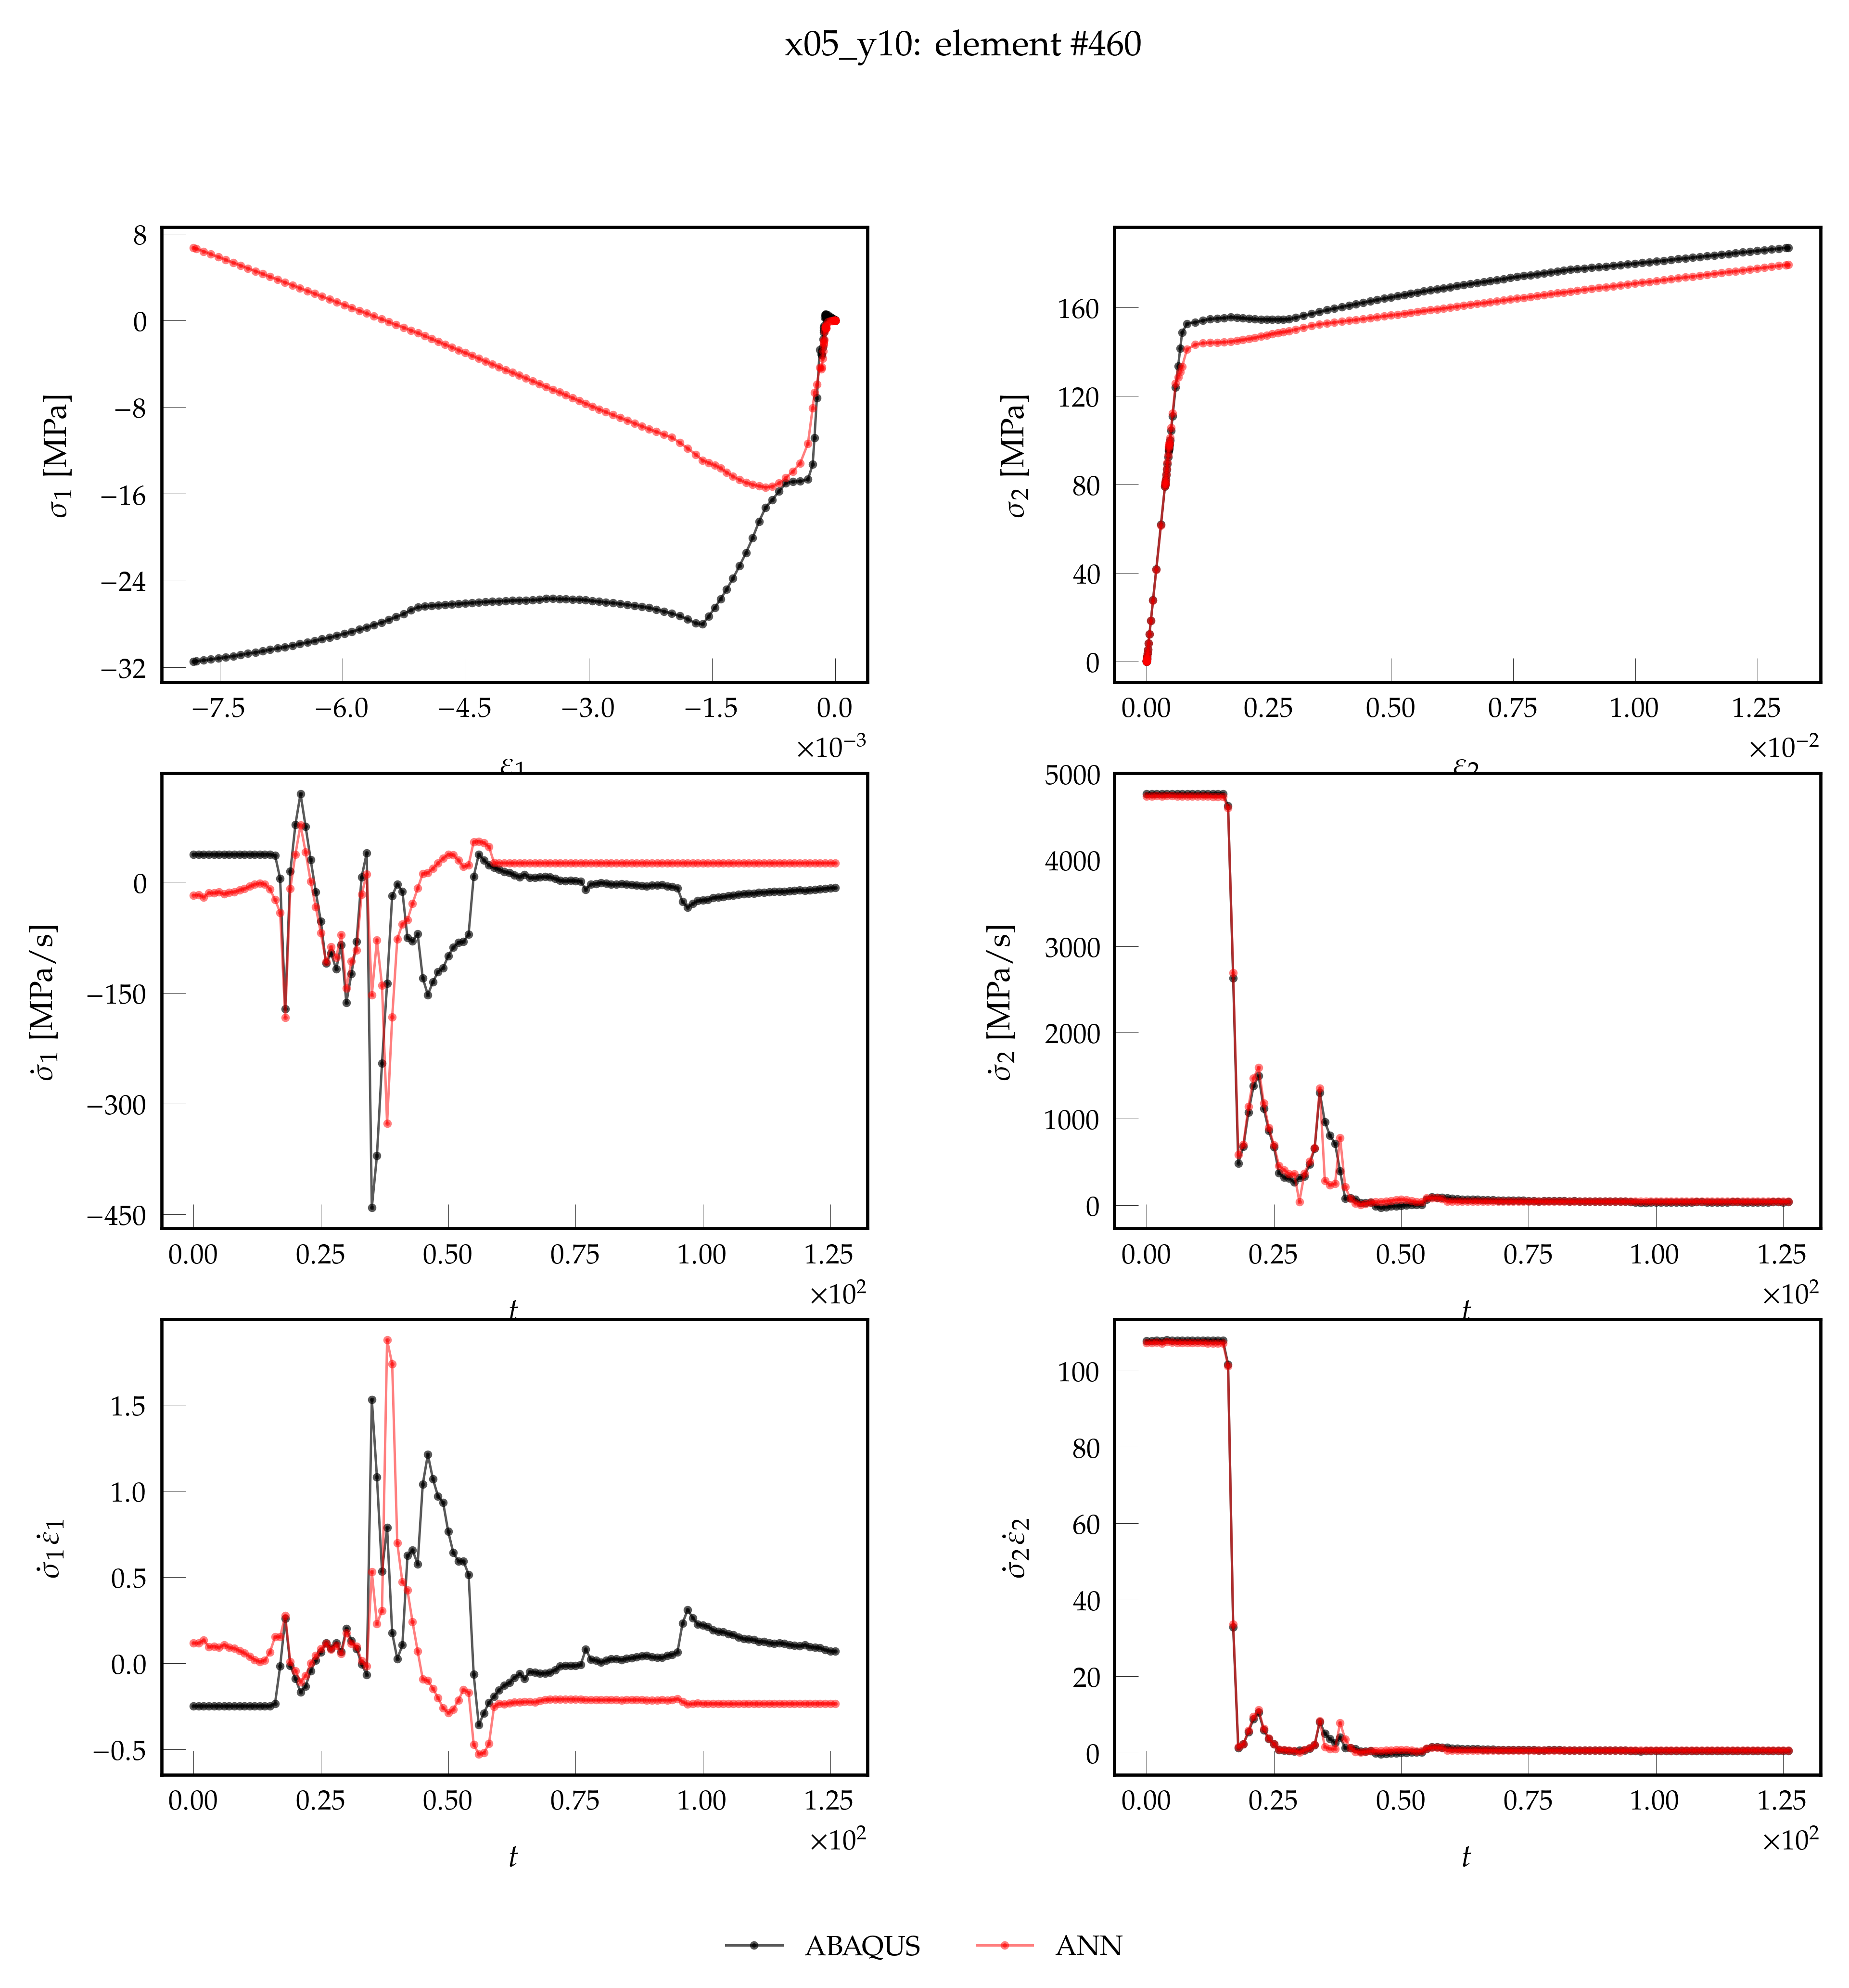 x05_y10: element #460
8
0
−8
−16
−24
−32
σ1 [MPa]
−7.5 −6.0 −4.5 −3.0 −1.5 0.0
×10−3
ε1
160
120
80
40
0
σ2 [MPa]
0.00 0.25 0.50 0.75 1.00 1.25
×10−2
ε2
0
−150
−300
−450
σ̇1 [MPa/s]
0.00 0.25 0.50 0.75 1.00 1.25
×102
t
5000
4000
3000
2000
1000
0
σ̇2 [MPa/s]
0.00 0.25 0.50 0.75 1.00 1.25
×102
t
1.5
1.0
0.5
0.0
−0.5
σ̇1ε̇1
0.00 0.25 0.50 0.75 1.00 1.25
×102
t
100
80
60
40
20
0
σ̇2ε̇2
0.00 0.25 0.50 0.75 1.00 1.25
×102
t
ABAQUS ANN